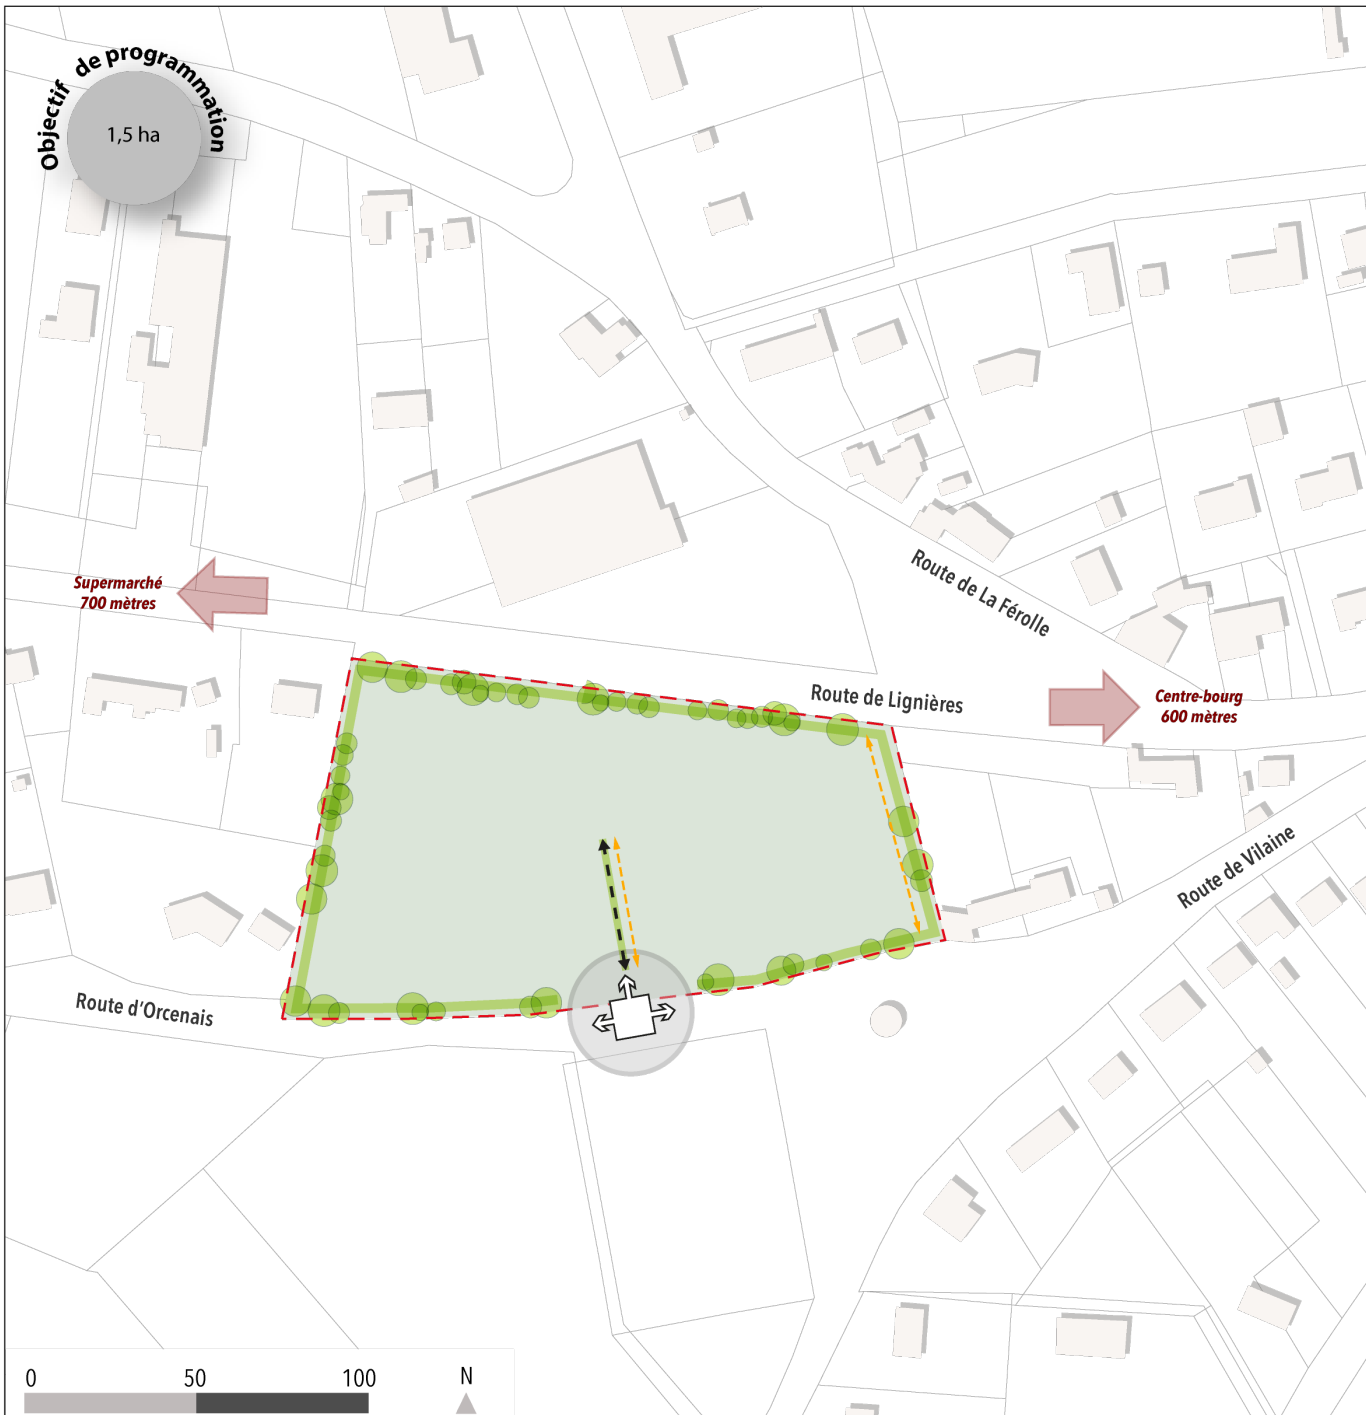 Objectif de programmation
1,5 ha
Route de La Férolle
Supermarché
700 mètres
Route de Lignières
Centre-bourg
600 mètres
Route de Vilaine
Route d'Orcenais
0 50 100 N